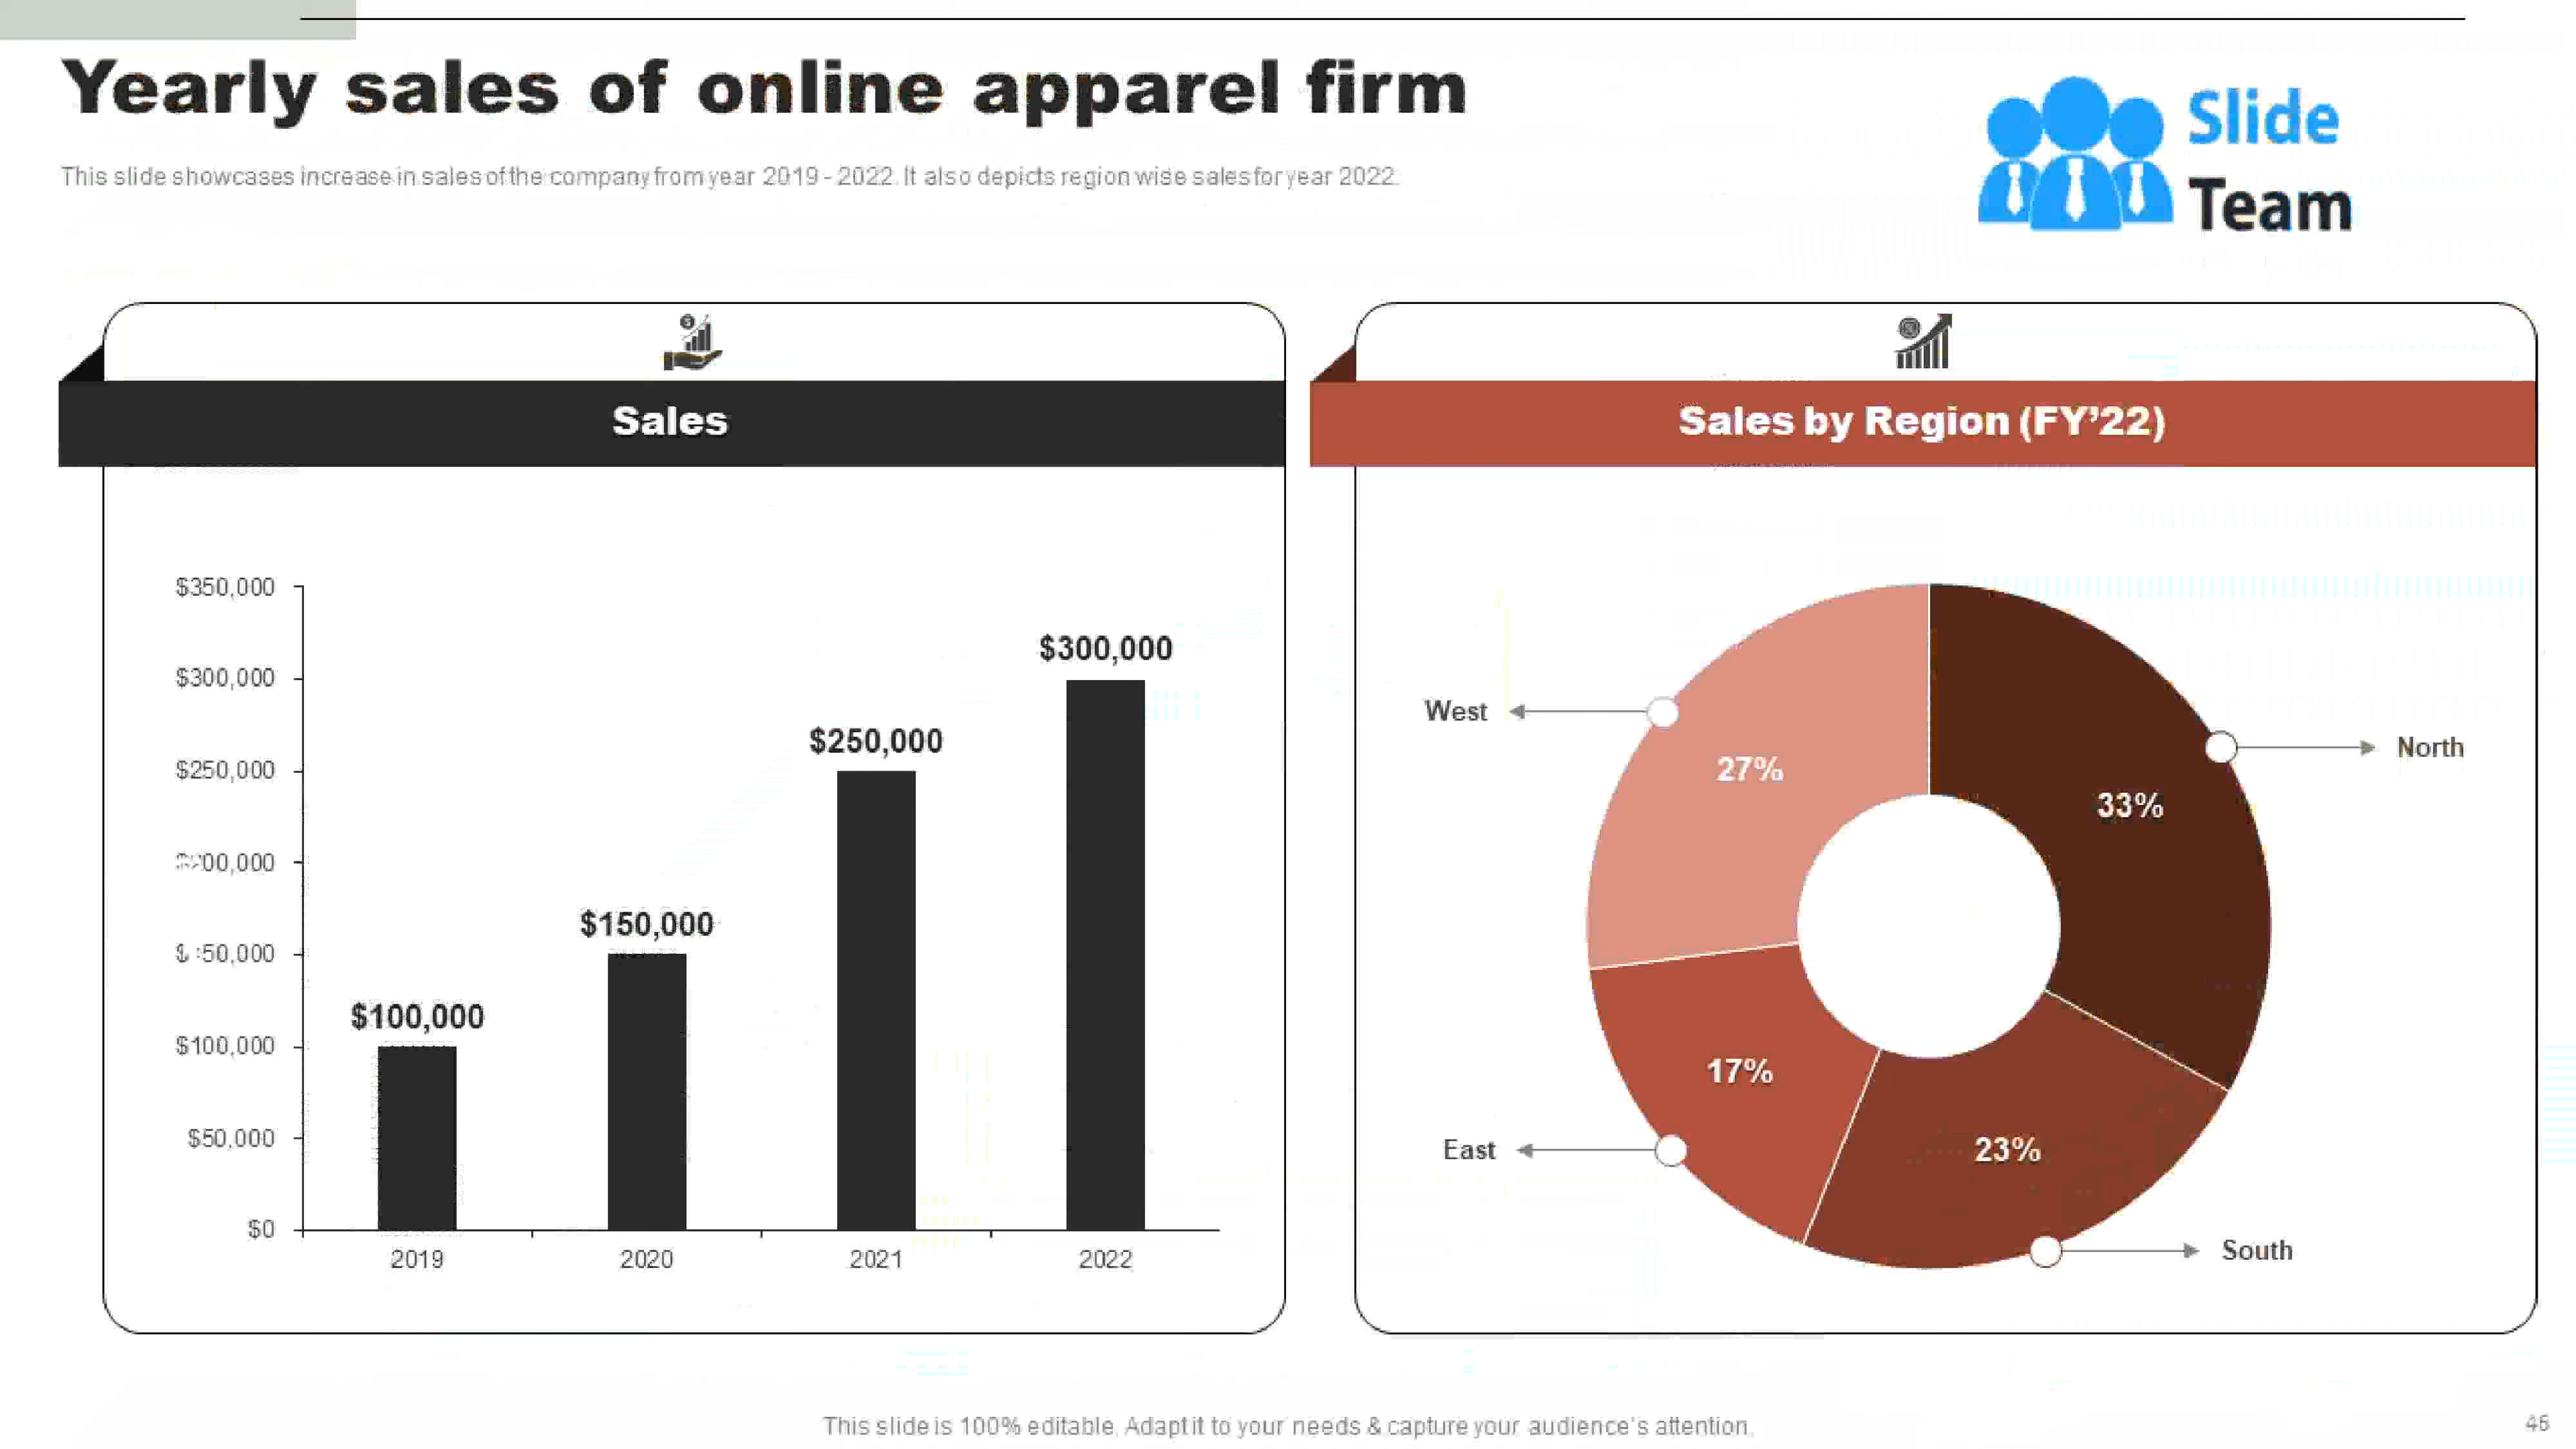 Yearly sales of online apparel firm
This slide showcases increase in sales of the company from year 2019 - 2022. It also depicts region wise sales for year 2022.
Slide
Team
Sales
Sales by Region (FY'22)
$350,000
$300,000
$250,000
00,000
50,000
$100,000
$50,000
$0
$100,000
$150,000
$250,000
$300,000
2019
2020
2021
2022
West
North
East
South
27%
33%
17%
23%
This slide is 100% editable. Adapt it to your needs & capture your audience's attention.